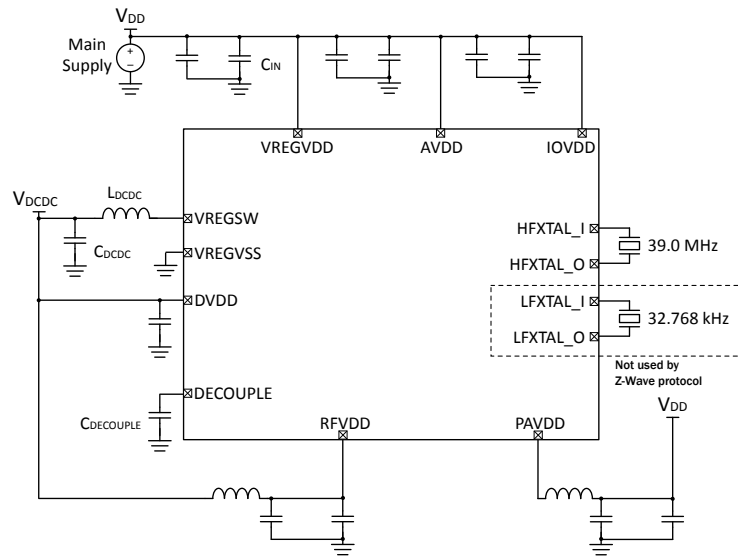 VDD
Main
Supply
+
–
CIN
VREGVDD
AVDD
IOVDD
VDCDC
LDCDC
VREGSW
CDCDC
VREGVSS
DVDD
HFXTAL_I
39.0 MHz
HFXTAL_O
LFXTAL_I
32.768 kHz
LFXTAL_O
Not used by
Z-Wave protocol
DECOUPLE
CDECOUPLE
RFVDD
PAVDD
VDD